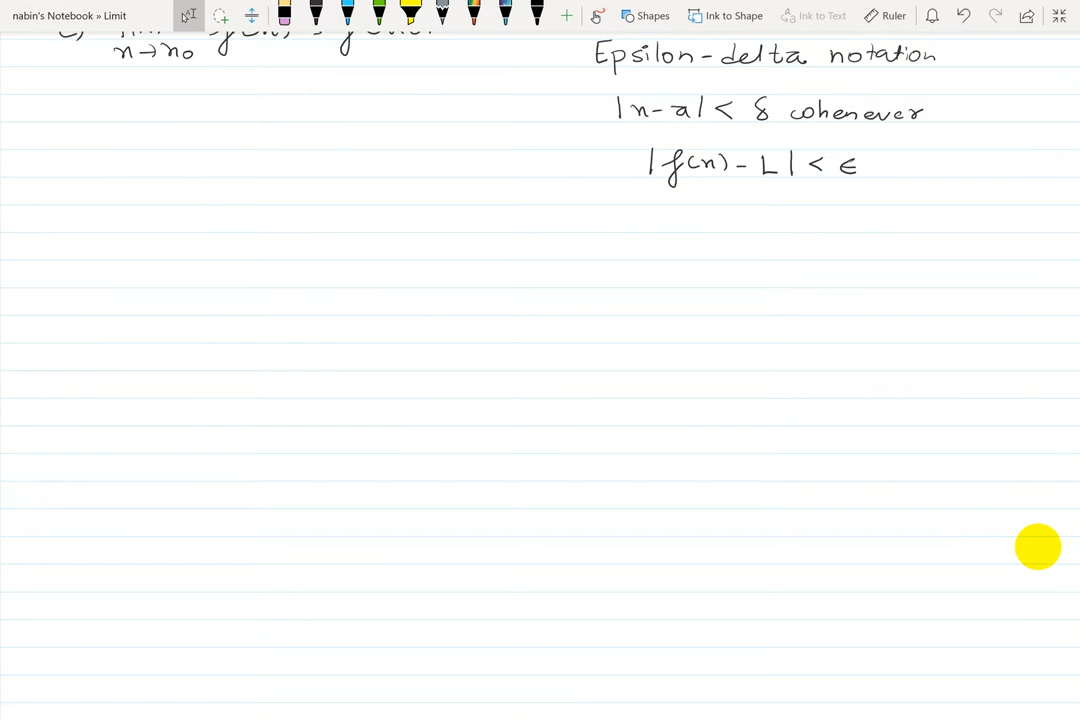 nabin's Notebook » Limit
Shapes
Ink to Shape
Ink to Text
Ruler
n→n₀
Epsilon-delta notation
|n-a| < δ whenever
|f(n) - L| < ε